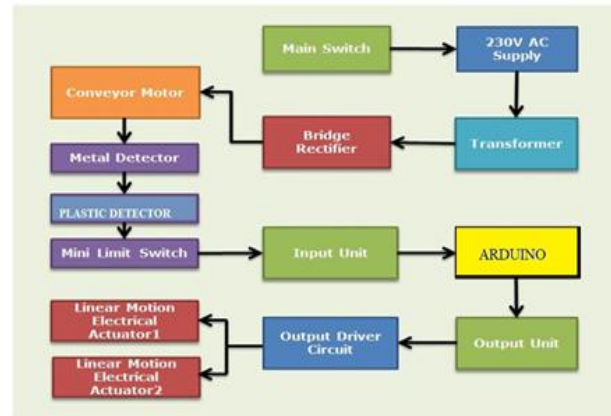 Main Switch
230V AC
Supply
Conveyor Motor
Bridge
Rectifier
Transformer
Metal Detector
PLASTIC DETECTOR
Mini Limit Switch
Input Unit
ARDUINO
Linear Motion
Electrical
Actuator1
Output Driver
Circuit
Output Unit
Linear Motion
Electrical
Actuator2